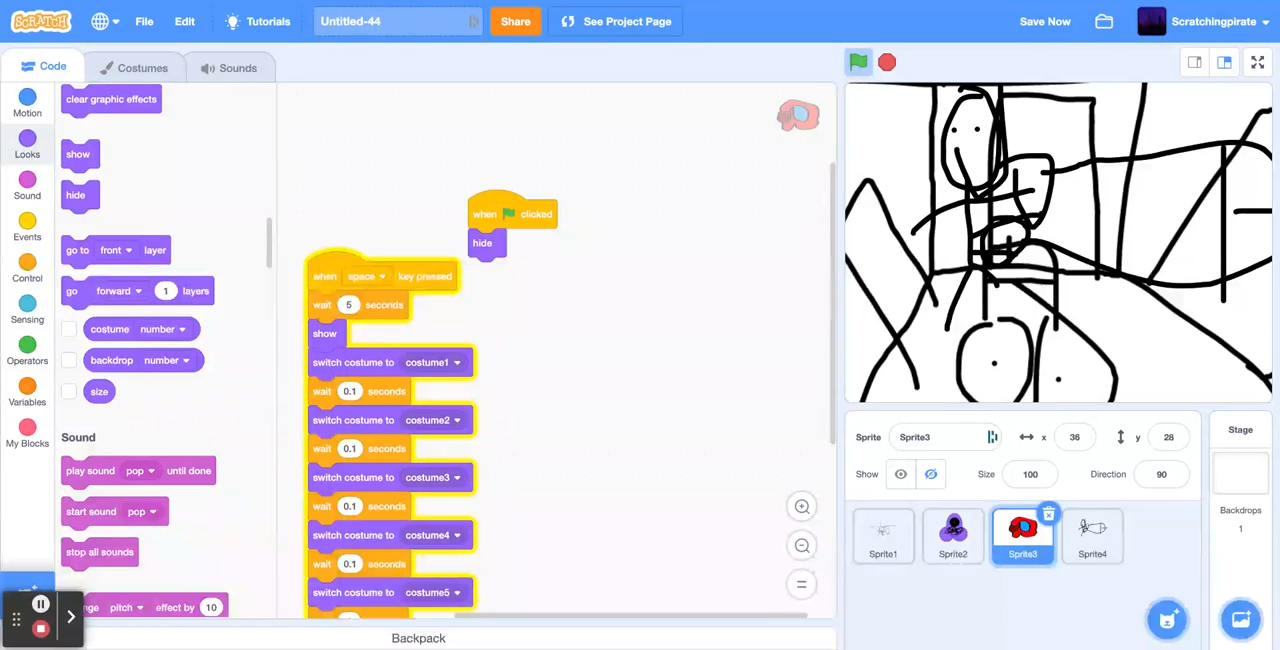 SCRATCH File Edit Tutorials Untitled-44 Share See Project Page Save Now Scratchingpirate
Code Costumes Sounds
Motion
Looks
Sound
Events
Control
Sensing
Operators
Variables
My Blocks
clear graphic effects
show
hide
go to front layer
go forward 1 layers
costume number
backdrop number
size
Sound
play sound pop until done
start sound pop
stop all sounds
pitch effect by 10
when clicked
hide
when space key pressed
wait 5 seconds
show
switch costume to costume1
wait 0.1 seconds
switch costume to costume2
wait 0.1 seconds
switch costume to costume3
wait 0.1 seconds
switch costume to costume4
wait 0.1 seconds
switch costume to costume5
Backpack
Sprite Sprite3 x 36 y 28
Show Size 100 Direction 90
Sprite1 Sprite2 Sprite3 Sprite4
Stage
Backdrops
1